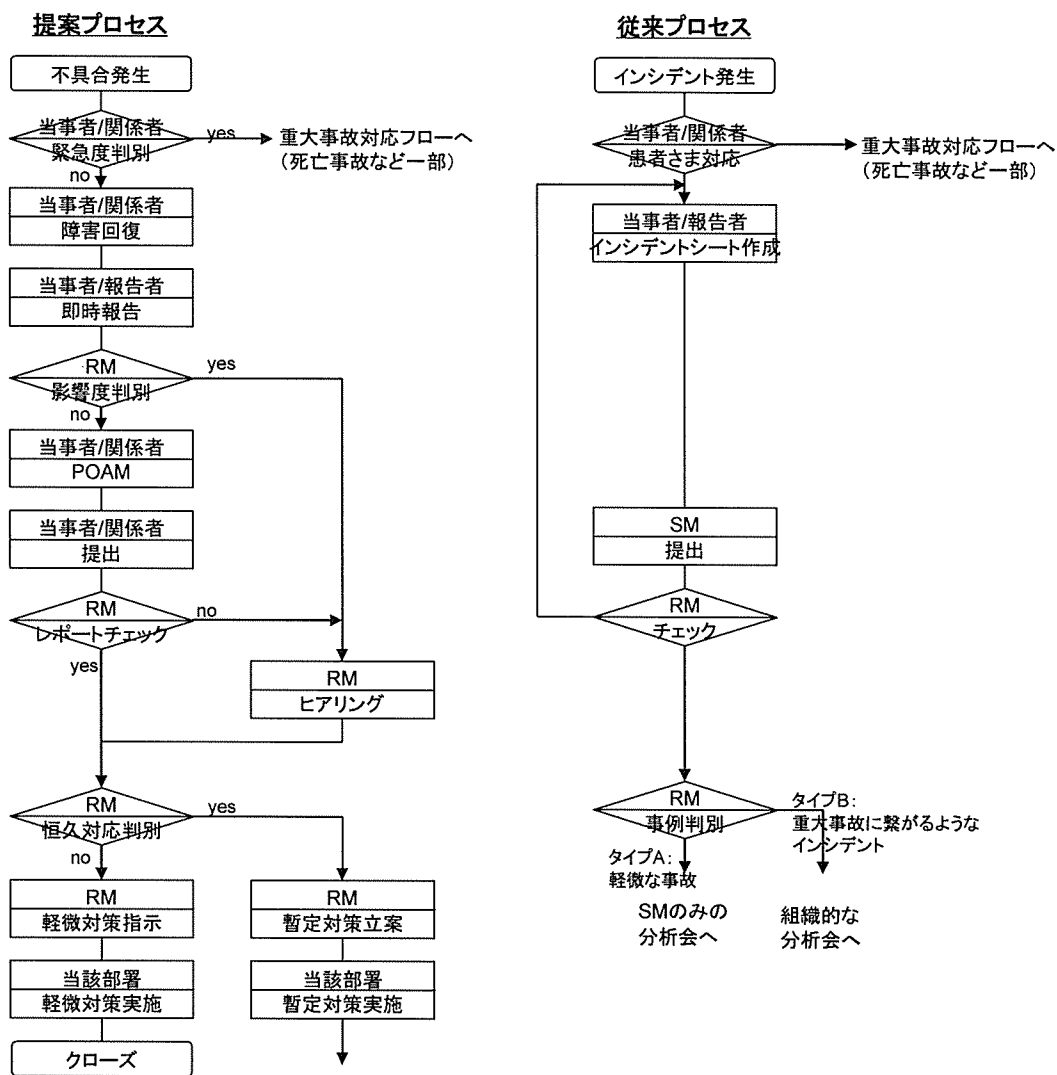 提案プロセス
不具合発生
当事者/関係者
緊急度判別
yes
重大事故対応フローへ
(死亡事故など一部)
no
当事者/関係者
障害回復
当事者/報告者
即時報告
RM
影響度判別
yes
no
当事者/関係者
POAM
当事者/関係者
提出
RM
レポートチェック
no
yes
RM
ヒアリング
RM
恒久対応判別
yes
no
RM
軽微対策指示
RM
暫定対策立案
当該部署
軽微対策実施
当該部署
暫定対策実施
クローズ
従来プロセス
インシデント発生
当事者/関係者
患者さま対応
重大事故対応フローへ
(死亡事故など一部)
当事者/報告者
インシデントシート作成
SM
提出
RM
チェック
RM
事例判別
タイプB:
重大事故に繋がるような
インシデント
タイプA:
軽微な事故
SMのみの
分析会へ
組織的な
分析会へ